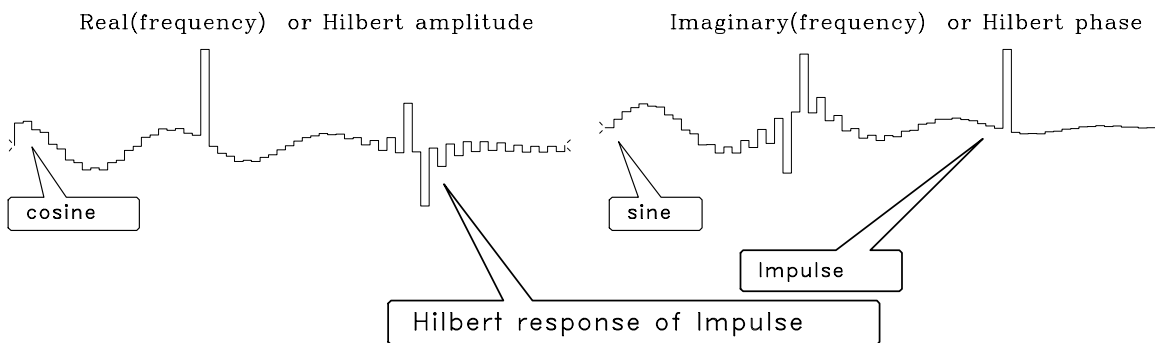 Real(frequency) or Hilbert amplitude
Imaginary(frequency) or Hilbert phase
cosine
sine
Impulse
Hilbert response of Impulse